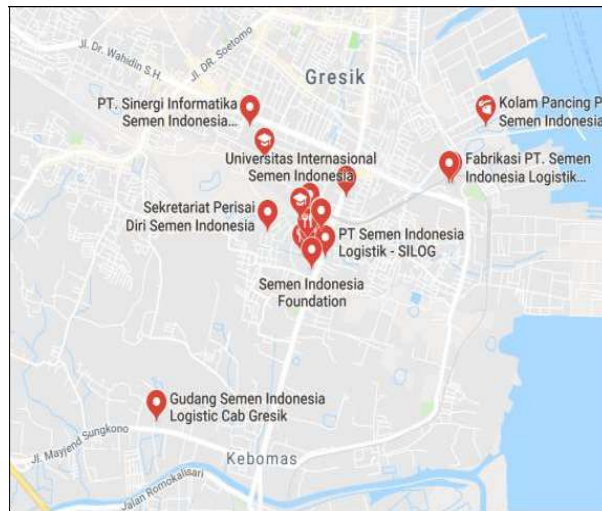 Jl. Dr. Wahidin S.H.
Jl. DR. Soetomo
Gresik
PT. Sinergi Informatika
Semen Indonesia...
Kolam Pancing P
Semen Indonesia
Universitas Internasional
Semen Indonesia
Fabrikasi PT. Semen
Indonesia Logistik...
Sekretariat Perisai
Diri Semen Indonesia
PT Semen Indonesia
Logistik - SILOG
Semen Indonesia
Foundation
Gudang Semen Indonesia
Logistic Cab Gresik
Jl. Mayjend Sungkono
Kebomas
Jalan Romokalisari